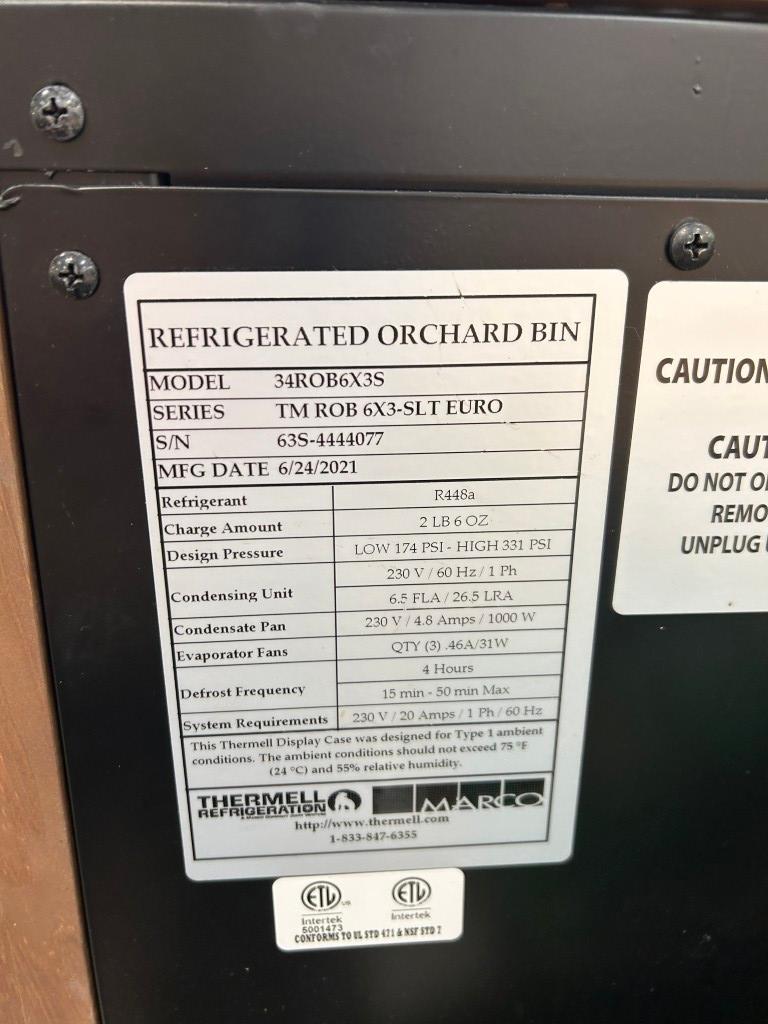 REFRIGERATED ORCHARD BIN
MODEL 34ROB6X3S
SERIES TM ROB 6X3-SLT EURO
S/N 63S-4444077
MFG DATE 6/24/2021
Refrigerant R448a
Charge Amount 2 LB 6 OZ
Design Pressure LOW 174 PSI - HIGH 331 PSI
230 V / 60 Hz / 1 Ph
Condensing Unit
6.5 FLA / 26.5 LRA
Condensate Pan 230 V / 4.8 Amps / 1000 W
Evaporator Fans QTY (3) .46A/31W
4 Hours
Defrost Frequency
15 min - 50 min Max
System Requirements 230 V / 20 Amps / 1 Ph / 60 Hz
This Thermell Display Case was designed for Type 1 ambient
conditions. The ambient conditions should not exceed 75 °F
(24 °C) and 55% relative humidity.
THERMELL
REFRIGERATION
MARCO
http://www.thermell.com
1-833-847-6355
ETL US ETL
Intertek Intertek
5001473
CONFORMS TO UL STD 471 & NSF STD 7
CAUTION
CAUT
DO NOT O
REMO
UNPLUG